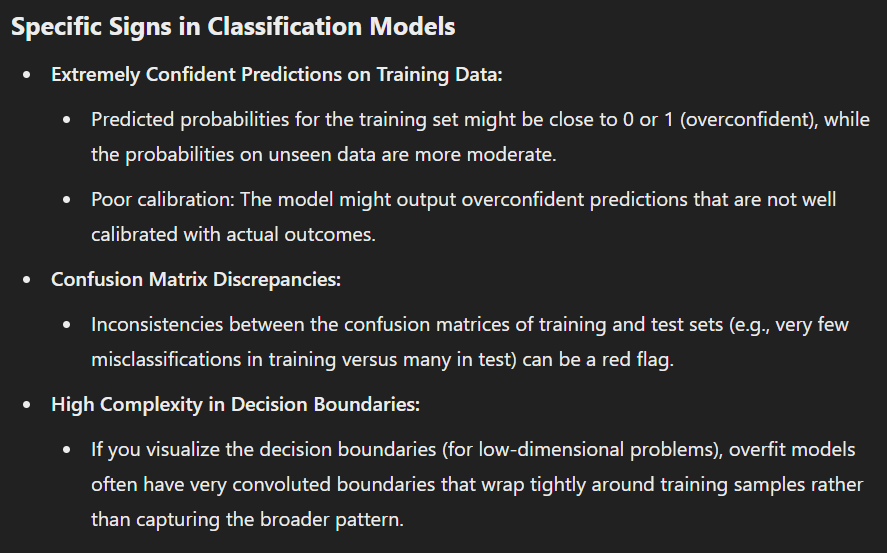 Specific Signs in Classification Models
• Extremely Confident Predictions on Training Data:
• Predicted probabilities for the training set might be close to 0 or 1 (overconfident), while
the probabilities on unseen data are more moderate.
• Poor calibration: The model might output overconfident predictions that are not well
calibrated with actual outcomes.
• Confusion Matrix Discrepancies:
• Inconsistencies between the confusion matrices of training and test sets (e.g., very few
misclassifications in training versus many in test) can be a red flag.
• High Complexity in Decision Boundaries:
• If you visualize the decision boundaries (for low-dimensional problems), overfit models
often have very convoluted boundaries that wrap tightly around training samples rather
than capturing the broader pattern.